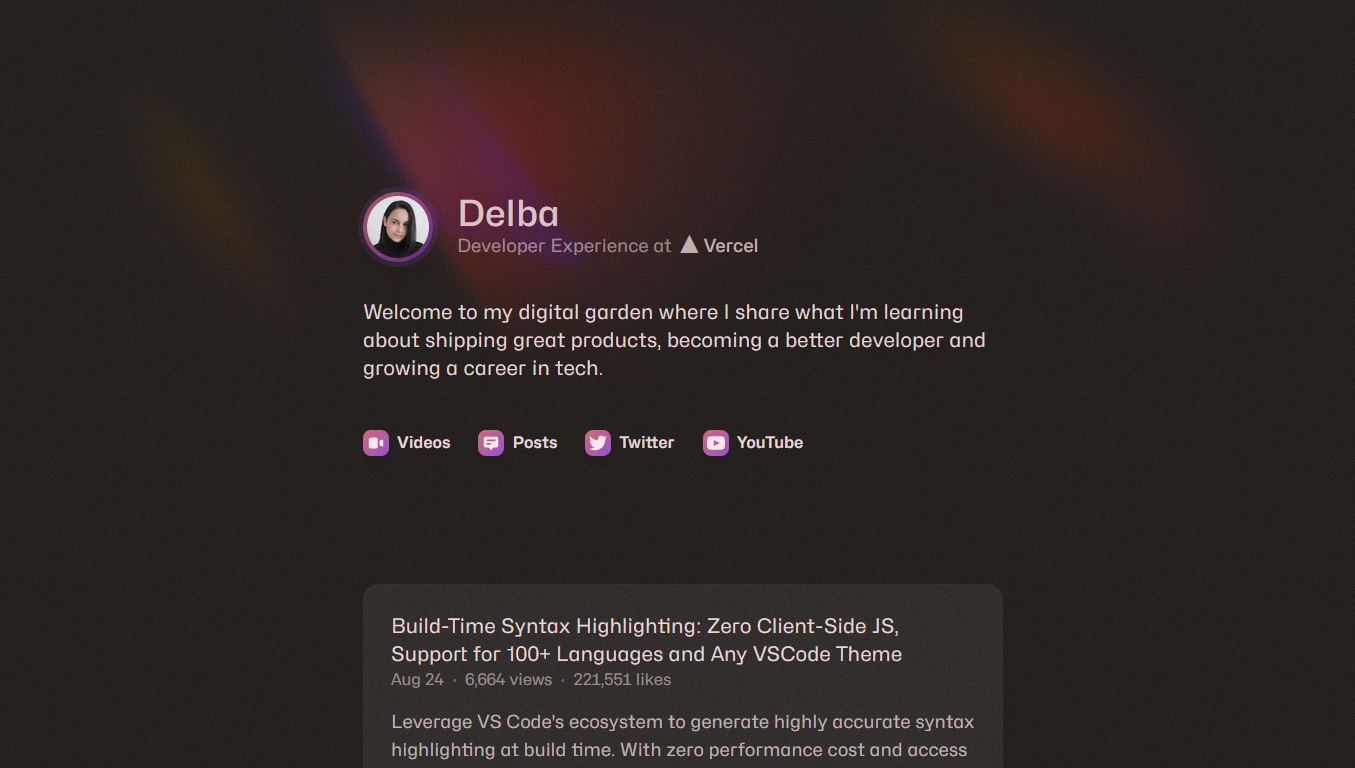 Delba
Developer Experience at Vercel
Welcome to my digital garden where I share what I'm learning
about shipping great products, becoming a better developer and
growing a career in tech.
Videos Posts Twitter YouTube
Build-Time Syntax Highlighting: Zero Client-Side JS,
Support for 100+ Languages and Any VSCode Theme
Aug 24 • 6,664 views • 221,551 likes
Leverage VS Code's ecosystem to generate highly accurate syntax
highlighting at build time. With zero performance cost and access